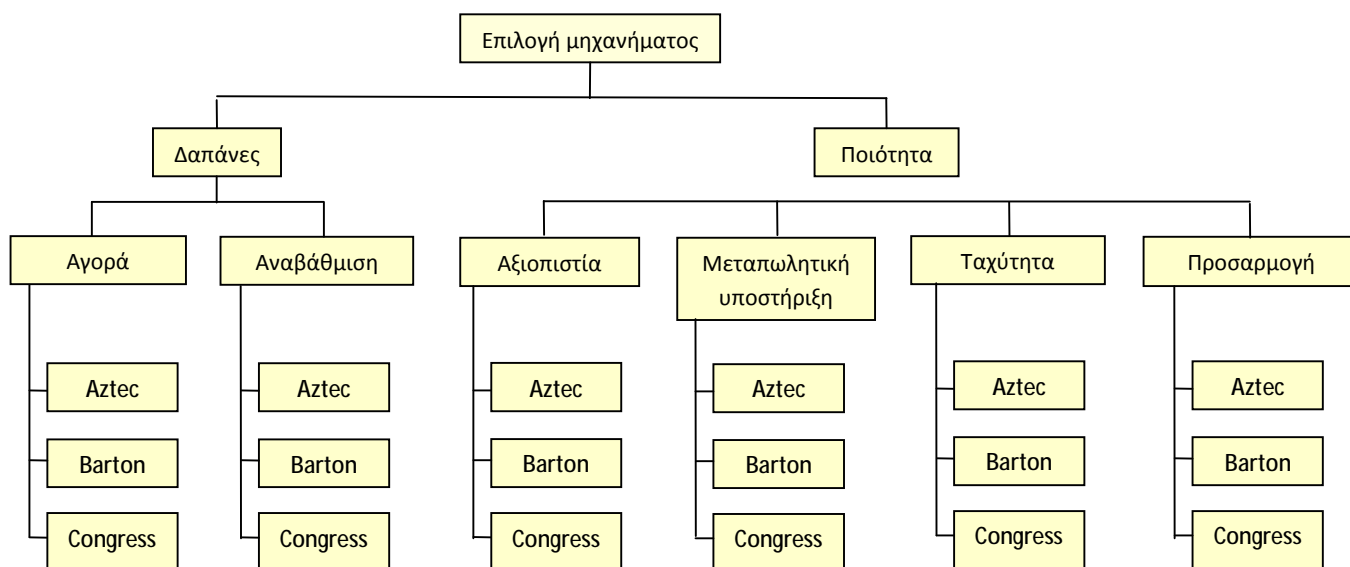 Επιλογή μηχανήματος
Δαπάνες
Ποιότητα
Αγορά
Αναβάθμιση
Αξιοπιστία
Μεταπωλητική
υποστήριξη
Ταχύτητα
Προσαρμογή
Aztec
Aztec
Aztec
Aztec
Aztec
Aztec
Barton
Barton
Barton
Barton
Barton
Barton
Congress
Congress
Congress
Congress
Congress
Congress